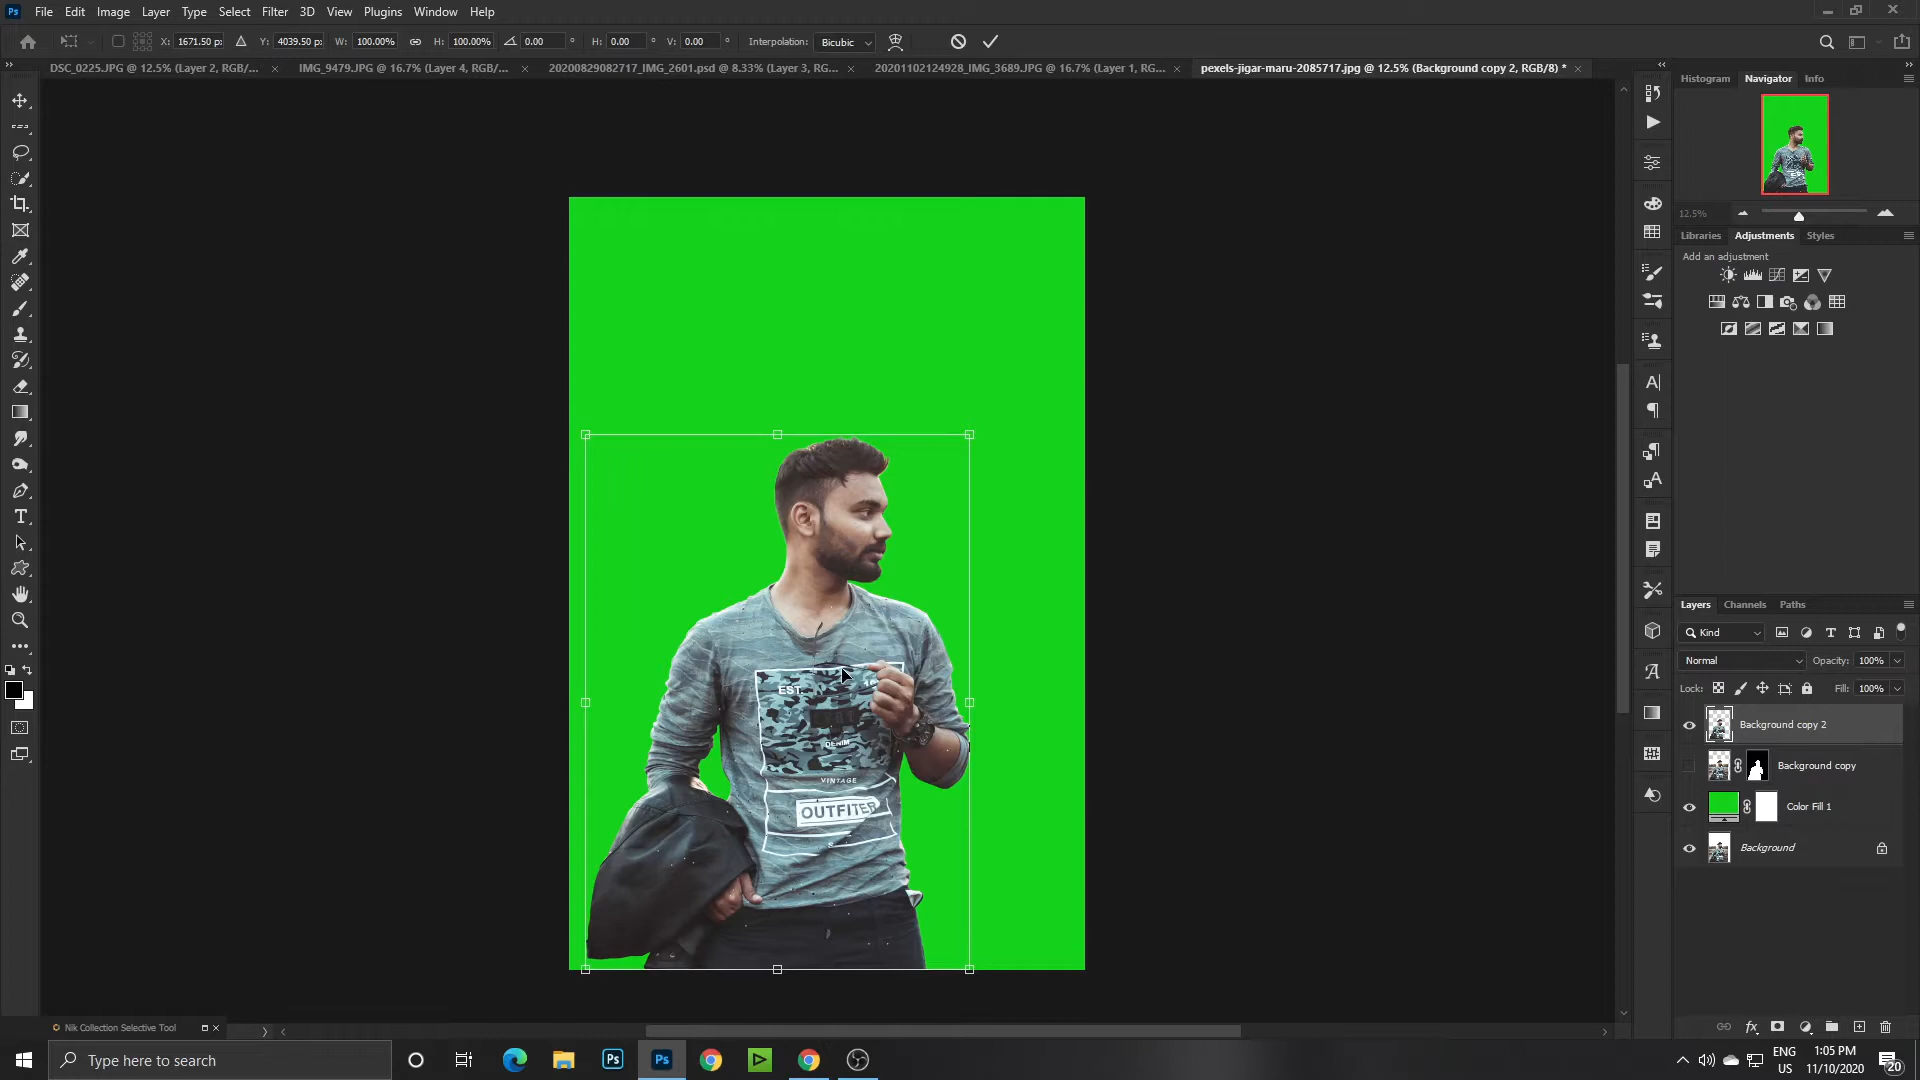 Ps File Edit Image Layer Type Select Filter 3D View Plugins Window Help
X: 1671.50 p: Y: 4039.50 p: W: 100.00% H: 100.00% 0.00 ° H: 0.00 ° V: 0.00 ° Interpolation: Bicubic
DSC_0225.JPG @ 12.5% (Layer 2, RGB/... × IMG_9479.JPG @ 16.7% (Layer 4, RGB/... × 20200829082717_IMG_2601.psd @ 8.33% (Layer 3, RG... × 20201102124928_IMG_3689.JPG @ 16.7% (Layer 1, RG... × pexels-jigar-maru-2085717.jpg @ 12.5% (Background copy 2, RGB/8) * ×
Histogram Navigator Info
12.5%
Libraries Adjustments Styles
Add an adjustment
Layers Channels Paths
Kind
Normal Opacity: 100%
Lock: Fill: 100%
Background copy 2
Background copy
Color Fill 1
Background
EST.
DENIM
VINTAGE
OUTFITER
Nik Collection Selective Tool
Type here to search
Ps Ps
ENG
US
1:05 PM
11/10/2020
20